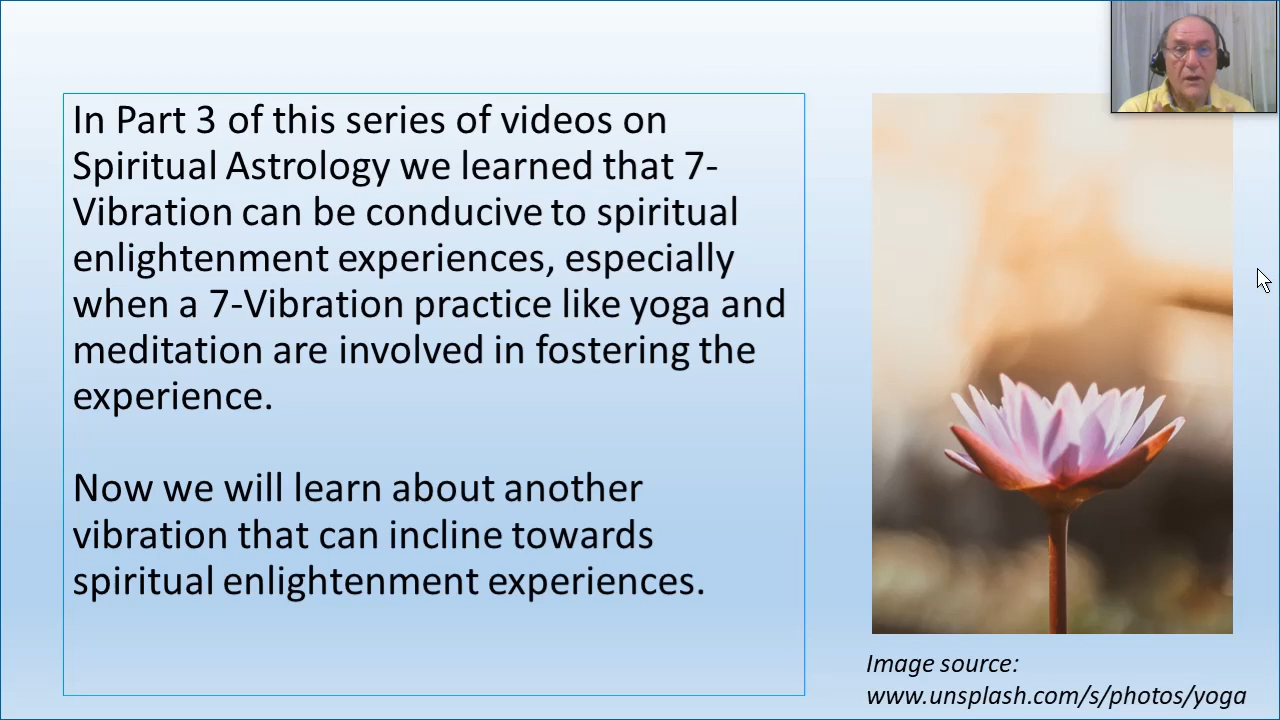 In Part 3 of this series of videos on
Spiritual Astrology we learned that 7-
Vibration can be conducive to spiritual
enlightenment experiences, especially
when a 7-Vibration practice like yoga and
meditation are involved in fostering the
experience.
Now we will learn about another
vibration that can incline towards
spiritual enlightenment experiences.
Image source:
www.unsplash.com/s/photos/yoga